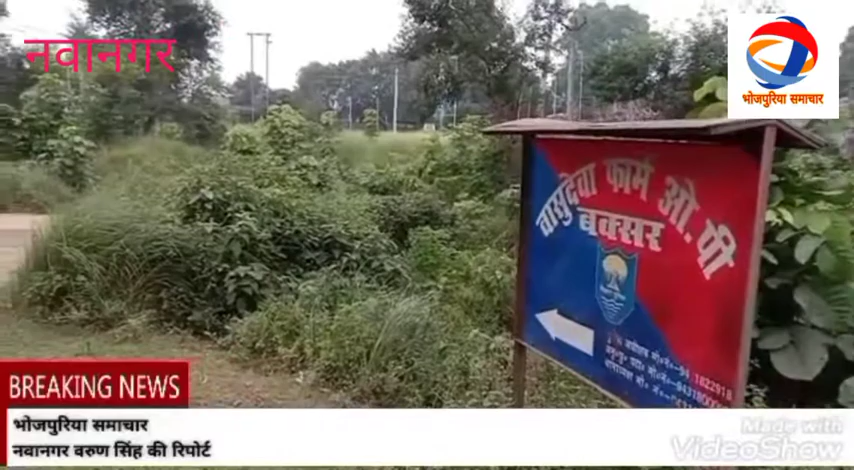 नवानगर
भोजपुरिया समाचार
वासुदेवा फार्म ओ. पी
बक्सर
BREAKING NEWS
भोजपुरिया समाचार
नवानगर वरुण सिंह की रिपोर्ट
Made with
VideoShow